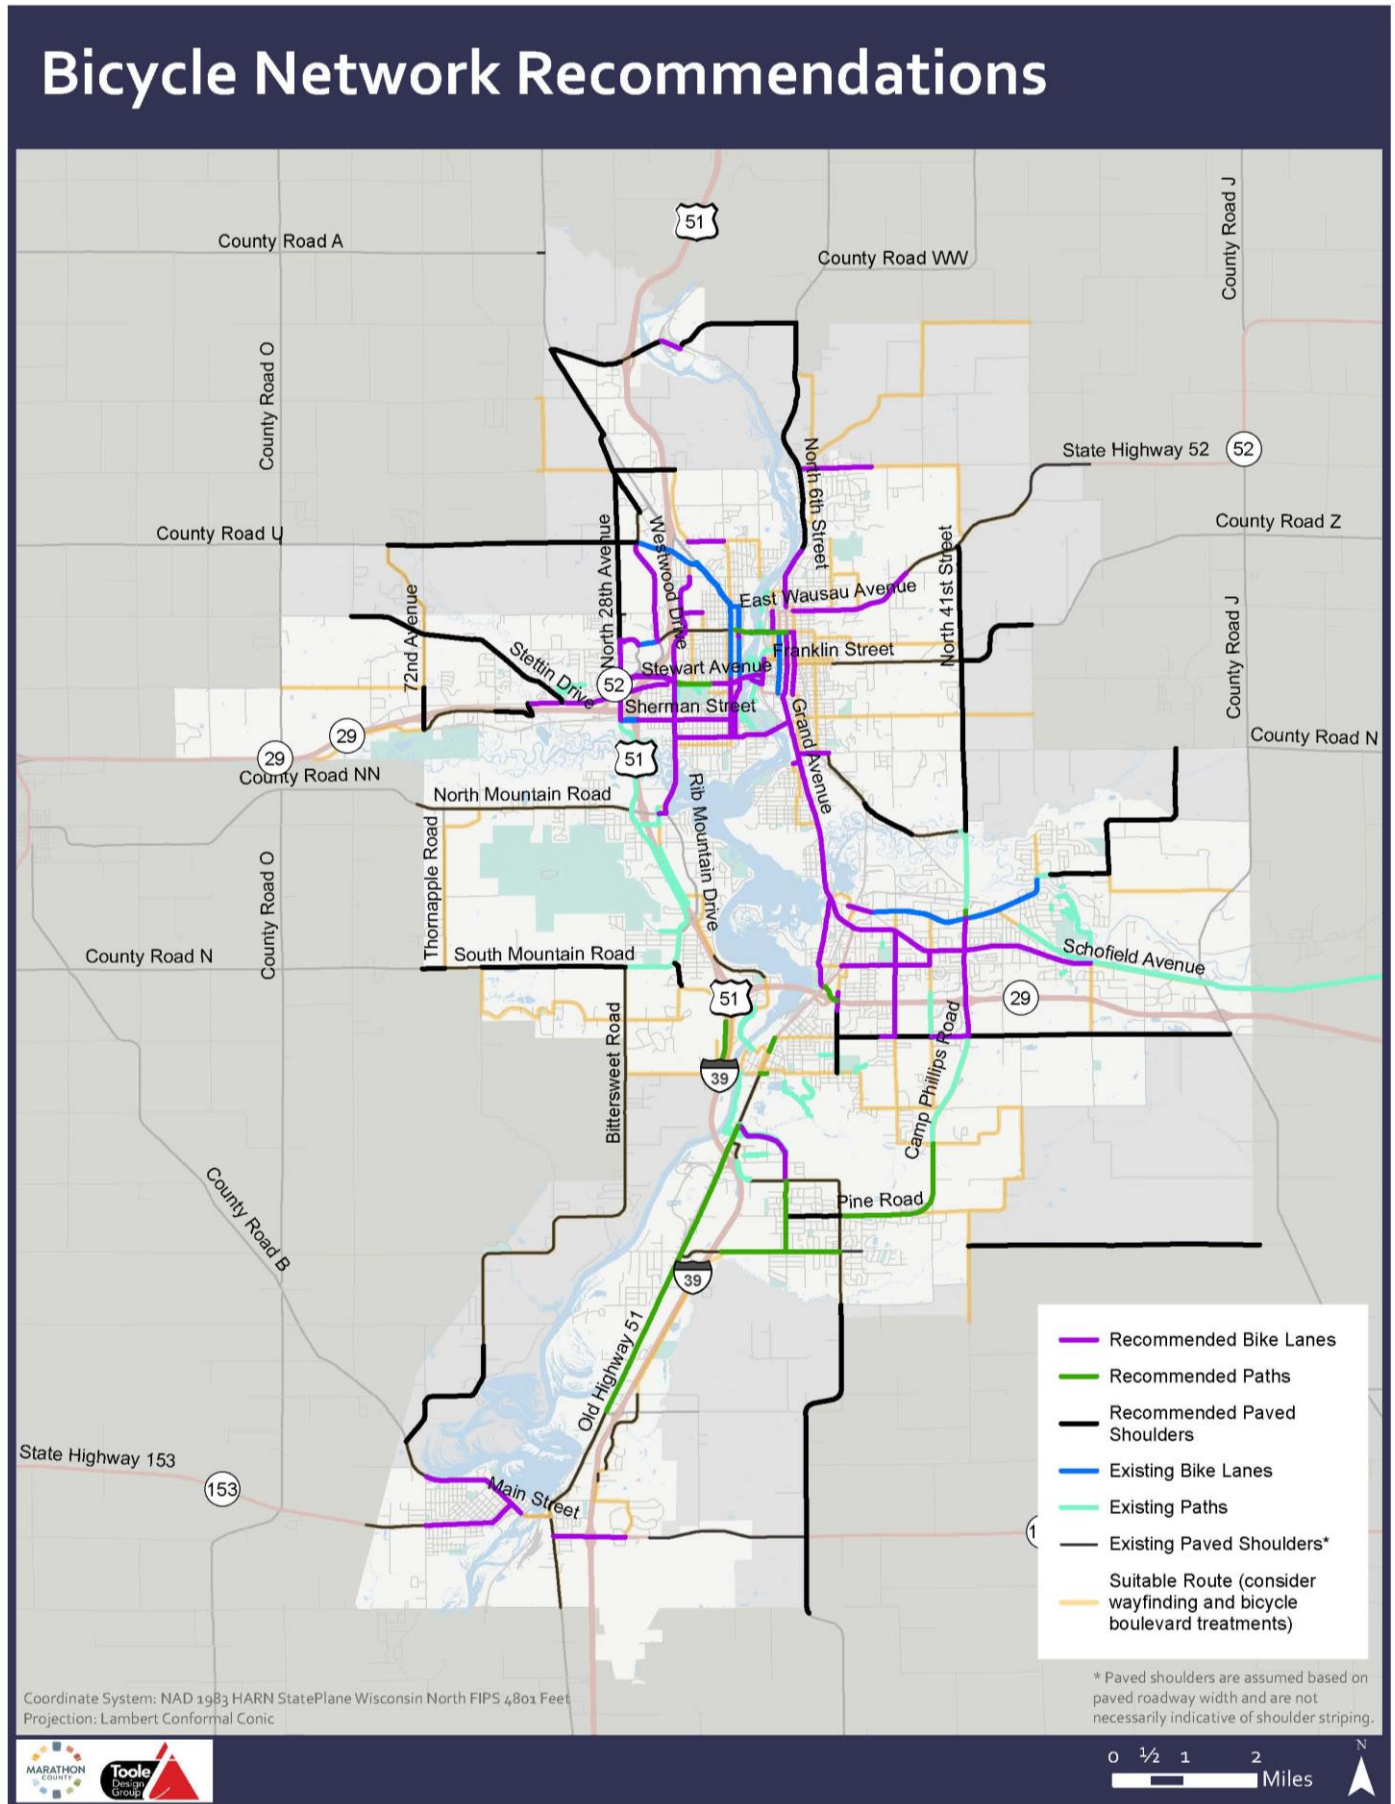 Bicycle Network Recommendations
51
County Road J
County Road A
County Road WW
County Road O
North 6th Street
State Highway 52
52
County Road Z
County Road U
North 28th Avenue
Westwood Drive
North 41st Street
72nd Avenue
East Wausau Avenue
County Road J
Stettin Drive
Franklin Street
Stewart Avenue
52
Sherman Street
Grand Avenue
29
29
51
County Road N
County Road NN
North Mountain Road
Rib Mountain Drive
Thornapple Road
County Road O
County Road N
South Mountain Road
Schofield Avenue
51
29
Bittersweet Road
39
Camp Phillips Road
County Road B
Pine Road
39
Old Highway 51
State Highway 153
153
Main Street
1
Recommended Bike Lanes
Recommended Paths
Recommended Paved
Shoulders
Existing Bike Lanes
Existing Paths
Existing Paved Shoulders*
Suitable Route (consider
wayfinding and bicycle
boulevard treatments)
* Paved shoulders are assumed based on
paved roadway width and are not
necessarily indicative of shoulder striping.
Coordinate System: NAD 1983 HARN StatePlane Wisconsin North FIPS 4801 Feet
Projection: Lambert Conformal Conic
MARATHON
COUNTY
Toole
Design
Group
0 ½ 1 2
Miles
N